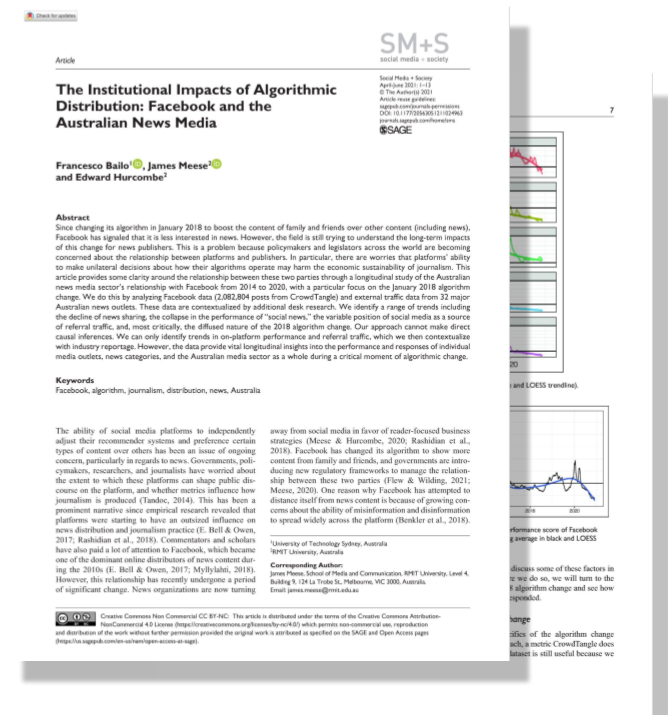 Check for updates
SM+S
social media + society
Article
The Institutional Impacts of Algorithmic
Distribution: Facebook and the
Australian News Media
Social Media + Society
April-June 2021: 1–13
© The Author(s) 2021
Article reuse guidelines:
sagepub.com/journals-permissions
DOI: 10.1177/20563051211024963
journals.sagepub.com/home/sms
SAGE
Francesco Bailo¹, James Meese²
and Edward Hurcombe²
Abstract
Since changing its algorithm in January 2018 to boost the content of family and friends over other content (including news),
Facebook has signaled that it is less interested in news. However, the field is still trying to understand the long-term impacts
of this change for news publishers. This is a problem because policymakers and legislators across the world are becoming
concerned about the relationship between platforms and publishers. In particular, there are worries that platforms’ ability
to make unilateral decisions about how their algorithms operate may harm the economic sustainability of journalism. This
article provides some clarity around the relationship between these two parties through a longitudinal study of the Australian
news media sector’s relationship with Facebook from 2014 to 2020, with a particular focus on the January 2018 algorithm
change. We do this by analyzing Facebook data (2,082,804 posts from CrowdTangle) and external traffic data from 32 major
Australian news outlets. These data are contextualized by additional desk research. We identify a range of trends including
the decline of news sharing, the collapse in the performance of “social news,” the variable position of social media as a source
of referral traffic, and, most critically, the diffused nature of the 2018 algorithm change. Our approach cannot make direct
causal inferences. We can only identify trends in on-platform performance and referral traffic, which we then contextualize
with industry reportage. However, the data provide vital longitudinal insights into the performance and responses of individual
media outlets, news categories, and the Australian media sector as a whole during a critical moment of algorithmic change.
Keywords
Facebook, algorithm, journalism, distribution, news, Australia
The ability of social media platforms to independently
adjust their recommender systems and preference certain
types of content over others has been an issue of ongoing
concern, particularly in regards to news. Governments, poli-
cymakers, researchers, and journalists have worried about
the extent to which these platforms can shape public dis-
course on the platform, and whether metrics influence how
journalism is produced (Tandoc, 2014). This has been a
prominent narrative since empirical research revealed that
platforms were starting to have an outsized influence on
news distribution and journalism practice (E. Bell & Owen,
2017; Rashidian et al., 2018). Commentators and scholars
have also paid a lot of attention to Facebook, which became
one of the dominant online distributors of news content dur-
ing the 2010s (E. Bell & Owen, 2017; Myllylahti, 2018).
However, this relationship has recently undergone a period
of significant change. News organizations are now turning
away from social media in favor of reader-focused business
strategies (Meese & Hurcombe, 2020; Rashidian et al.,
2018). Facebook has changed its algorithm to show more
content from family and friends, and governments are intro-
ducing new regulatory frameworks to manage the relation-
ship between these two parties (Flew & Wilding, 2021;
Meese, 2020). One reason why Facebook has attempted to
distance itself from news content is because of growing con-
cerns about the ability of misinformation and disinformation
to spread widely across the platform (Benkler et al., 2018).
¹University of Technology Sydney, Australia
²RMIT University, Australia
Corresponding Author:
James Meese, School of Media and Communication, RMIT University, Level 4,
Building 9, 124 La Trobe St., Melbourne, VIC 3000, Australia.
Email: james.meese@rmit.edu.au
Creative Commons Non Commercial CC BY-NC: This article is distributed under the terms of the Creative Commons Attribution-
NonCommercial 4.0 License (https://creativecommons.org/licenses/by-nc/4.0/) which permits non-commercial use, reproduction
and distribution of the work without further permission provided the original work is attributed as specified on the SAGE and Open Access pages
(https://us.sagepub.com/en-us/nam/open-access-at-sage).
7
20
and LOESS trendline).
2018 2020
rformance score of Facebook
g average in black and LOESS
discuss some of these factors in
e we do so, we will turn to the
8 algorithm change and see how
esponded.
hange
ifics of the algorithm change
ach, a metric CrowdTangle does
dataset is still useful because we